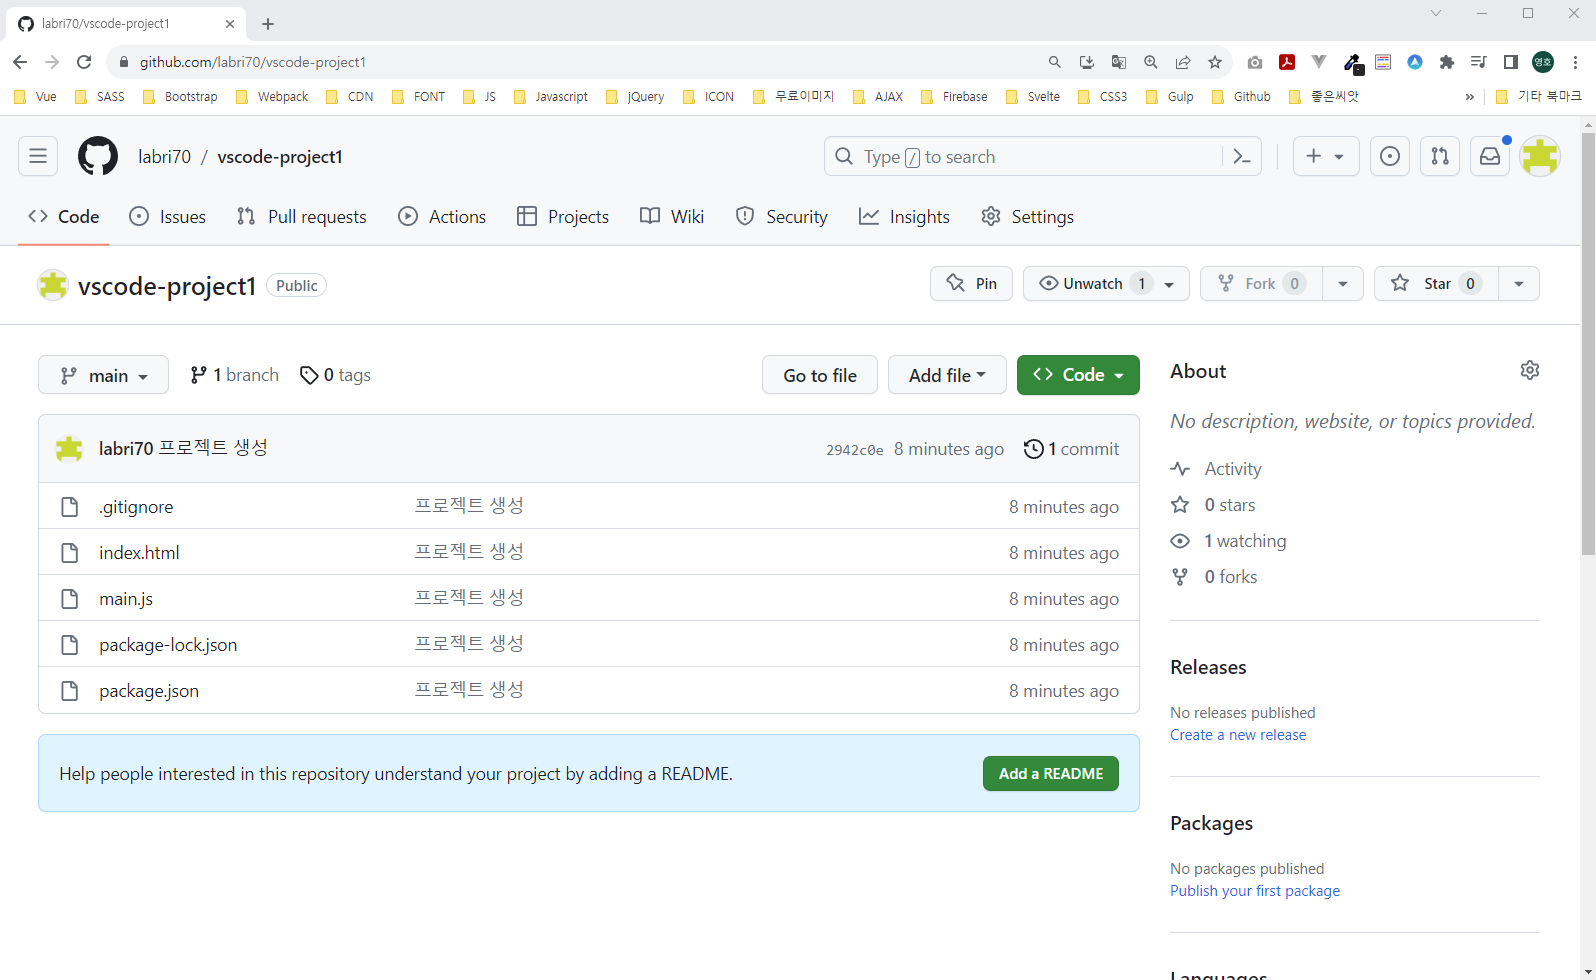 labri70/vscode-project1
github.com/labri70/vscode-project1
영호
Vue SASS Bootstrap Webpack CDN FONT JS Javascript jQuery ICON 무료이미지 AJAX Firebase Svelte CSS3 Gulp Github 좋은씨앗 » 기타 북마크
labri70 / vscode-project1
Type / to search
Code Issues Pull requests Actions Projects Wiki Security Insights Settings
vscode-project1 Public
Pin Unwatch 1 Fork 0 Star 0
main 1 branch 0 tags Go to file Add file Code
labri70 프로젝트 생성 2942c0e 8 minutes ago 1 commit
.gitignore 프로젝트 생성 8 minutes ago
index.html 프로젝트 생성 8 minutes ago
main.js 프로젝트 생성 8 minutes ago
package-lock.json 프로젝트 생성 8 minutes ago
package.json 프로젝트 생성 8 minutes ago
Help people interested in this repository understand your project by adding a README. Add a README
About
No description, website, or topics provided.
Activity
0 stars
1 watching
0 forks
Releases
No releases published
Create a new release
Packages
No packages published
Publish your first package
Languages